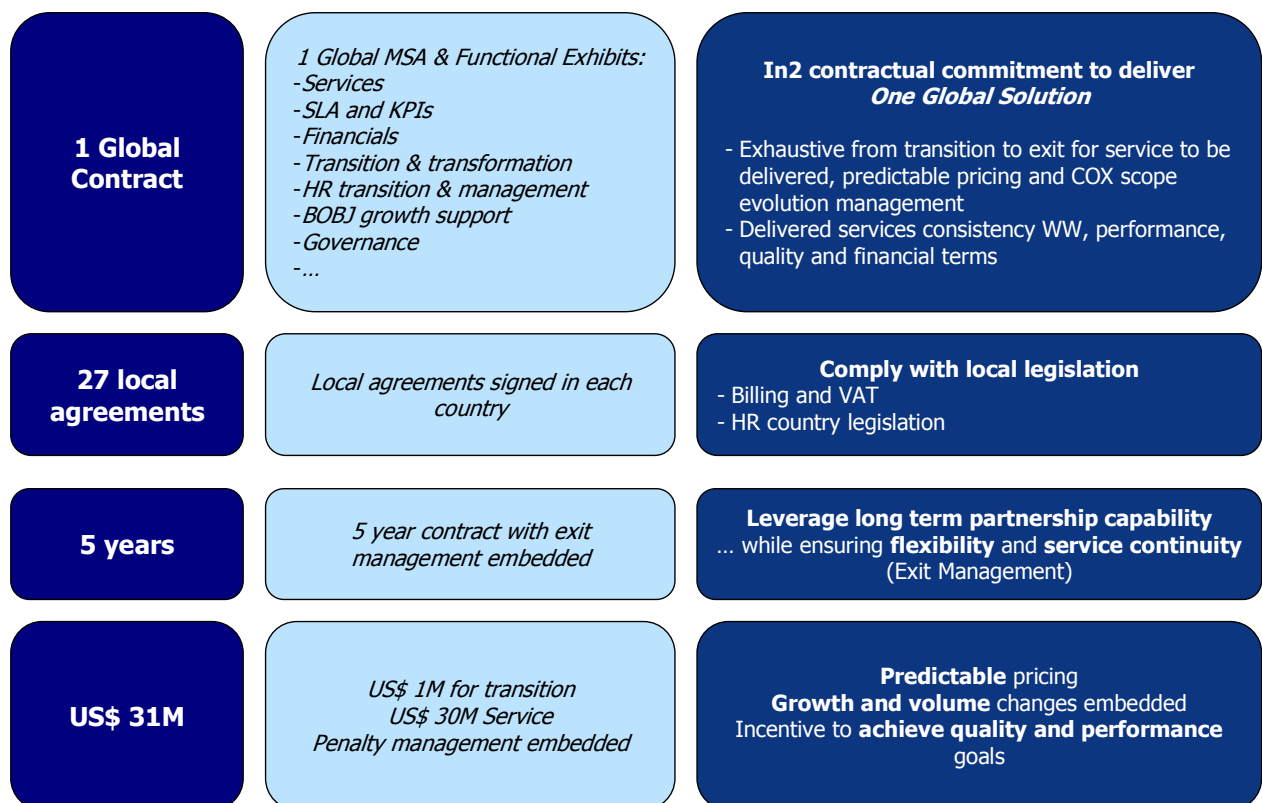 1 Global
Contract
1 Global MSA & Functional Exhibits:
-Services
-SLA and KPIs
-Financials
-Transition & transformation
-HR transition & management
-BOBJ growth support
-Governance
-...
In2 contractual commitment to deliver
One Global Solution
- Exhaustive from transition to exit for service to be
delivered, predictable pricing and COX scope
evolution management
- Delivered services consistency WW, performance,
quality and financial terms
27 local
agreements
Local agreements signed in each
country
Comply with local legislation
- Billing and VAT
- HR country legislation
5 years
5 year contract with exit
management embedded
Leverage long term partnership capability
... while ensuring flexibility and service continuity
(Exit Management)
US$ 31M
US$ 1M for transition
US$ 30M Service
Penalty management embedded
Predictable pricing
Growth and volume changes embedded
Incentive to achieve quality and performance
goals